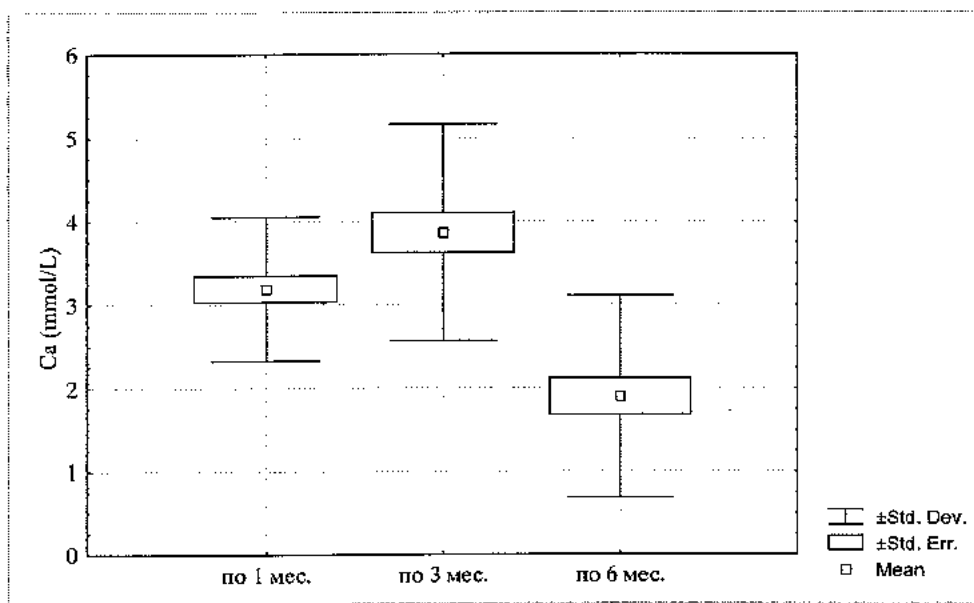 6
5
4
3
2
1
0
Ca (mmol/L)
по 1 мес.
по 3 мес.
по 6 мес.
±Std. Dev.
±Std. Err.
Mean